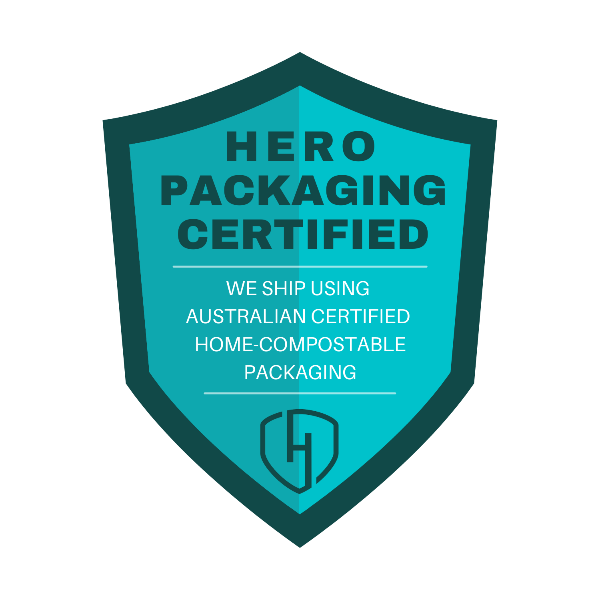 HERO
PACKAGING
CERTIFIED
WE SHIP USING
AUSTRALIAN CERTIFIED
HOME-COMPOSTABLE
PACKAGING